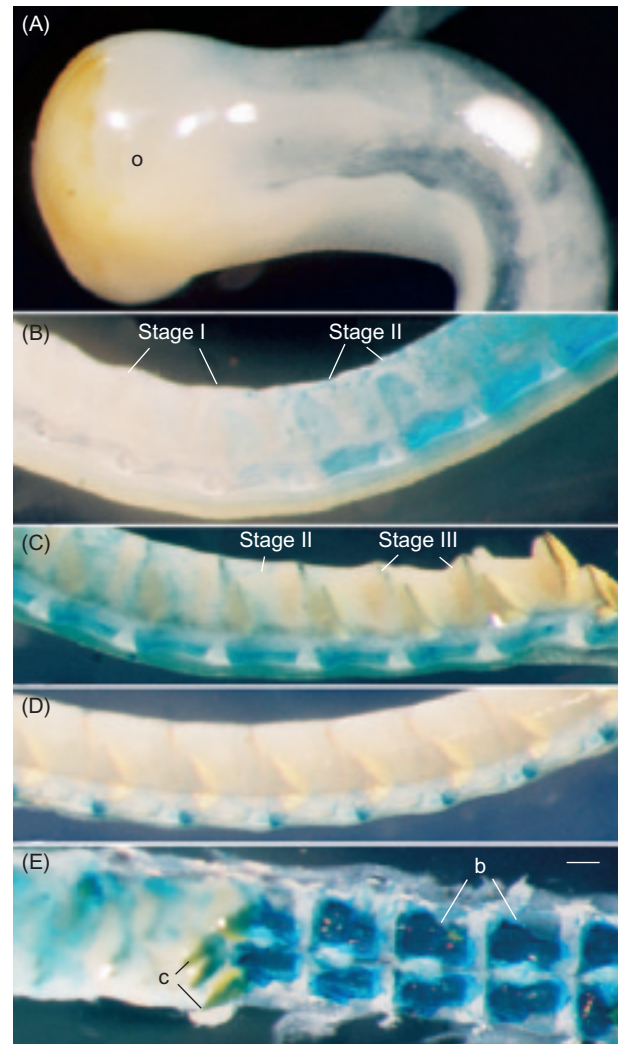 (A)
o
(B)
Stage I
Stage II
(C)
Stage II
Stage III
(D)
(E)
b
c